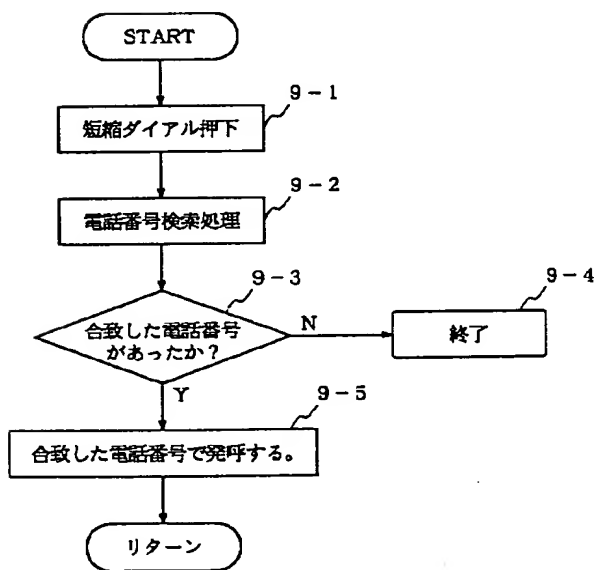 START
9-1
短縮ダイアル押下
9-2
電話番号検索処理
9-3
9-4
合致した電話番号
があったか?
N
終了
Y
9-5
合致した電話番号で発呼する。
リターン